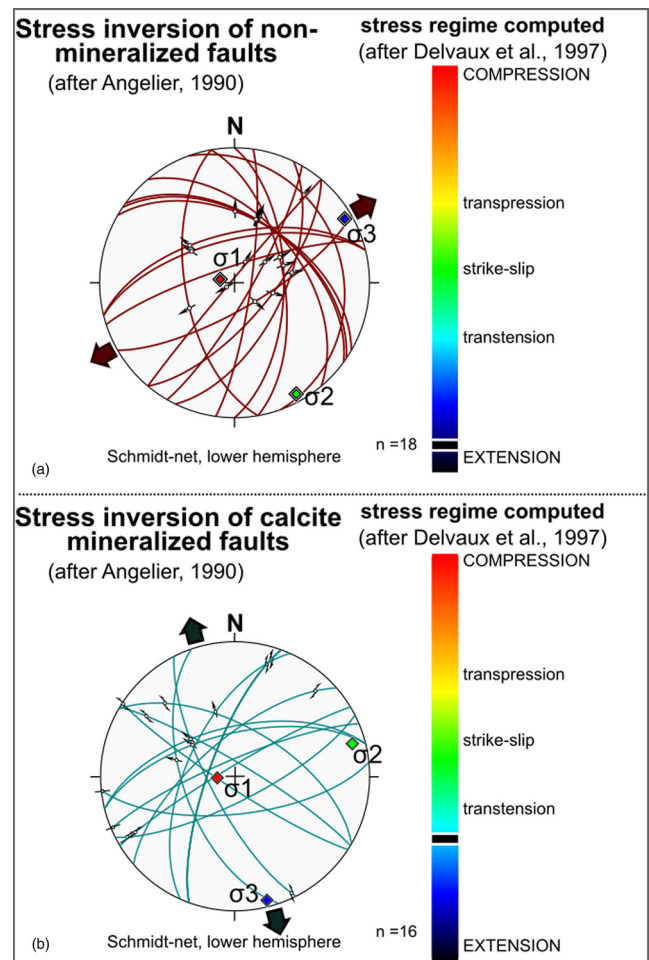 Stress inversion of non-
mineralized faults
(after Angelier, 1990)
stress regime computed
(after Delvaux et al., 1997)
COMPRESSION
transpression
strike-slip
transtension
EXTENSION
N
σ1
σ3
σ2
n =18
(a)
Schmidt-net, lower hemisphere
Stress inversion of calcite
mineralized faults
(after Angelier, 1990)
stress regime computed
(after Delvaux et al., 1997)
COMPRESSION
transpression
strike-slip
transtension
EXTENSION
N
σ2
σ1
σ3
n =16
(b)
Schmidt-net, lower hemisphere